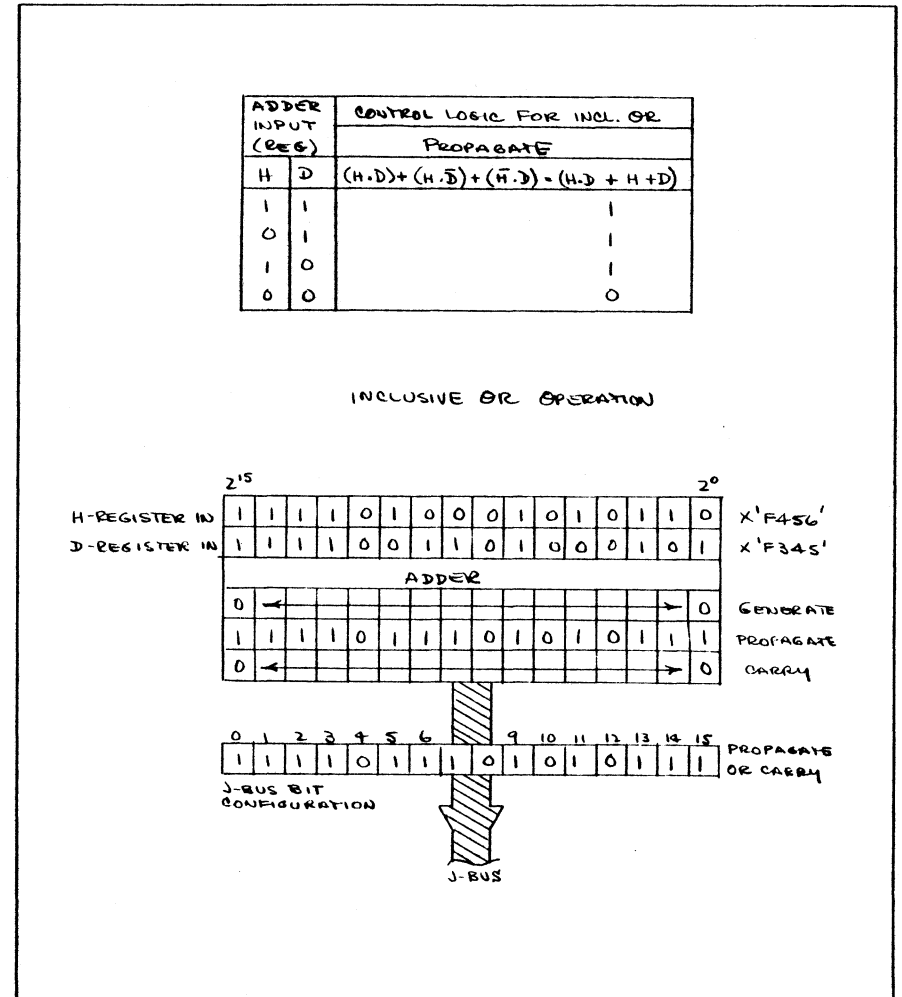 ADDER CONTROL LOGIC FOR INCL. OR
INPUT
(REG) PROPAGATE
H D (H.D)+(H.D̄)+(H̄.D) = (H.D + H + D)
1 1 1
0 1 1
1 0 1
0 0 0
INCLUSIVE OR OPERATION
2¹⁵ 2⁰
H-REGISTER IN 1 1 1 1 0 1 0 0 0 1 0 1 0 1 1 0 X'F456'
D-REGISTER IN 1 1 1 1 0 0 1 1 0 1 0 0 0 1 0 1 X'F345'
ADDER
0 0 GENERATE
1 1 1 1 0 1 1 1 0 1 0 1 0 1 1 1 PROPAGATE
0 0 CARRY
0 1 2 3 4 5 6 9 10 11 12 13 14 15
1 1 1 1 0 1 1 1 0 1 0 1 0 1 1 1 PROPAGATE
OR CARRY
J-BUS BIT
CONFIGURATION
J-BUS